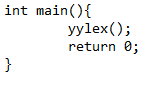 int main(){
        yylex();
        return 0;
}